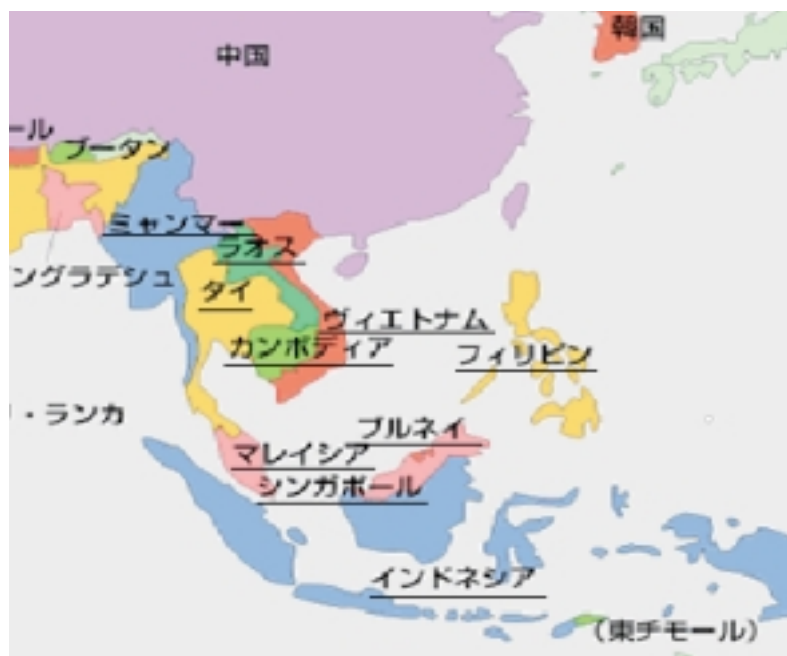 韓国
中国
ール
ブータン
ミャンマー
ラオス
ングラデシュ
タイ
ヴィエトナム
カンボディア
フィリピン
・ランカ
ブルネイ
マレイシア
シンガポール
インドネシア
(東チモール)